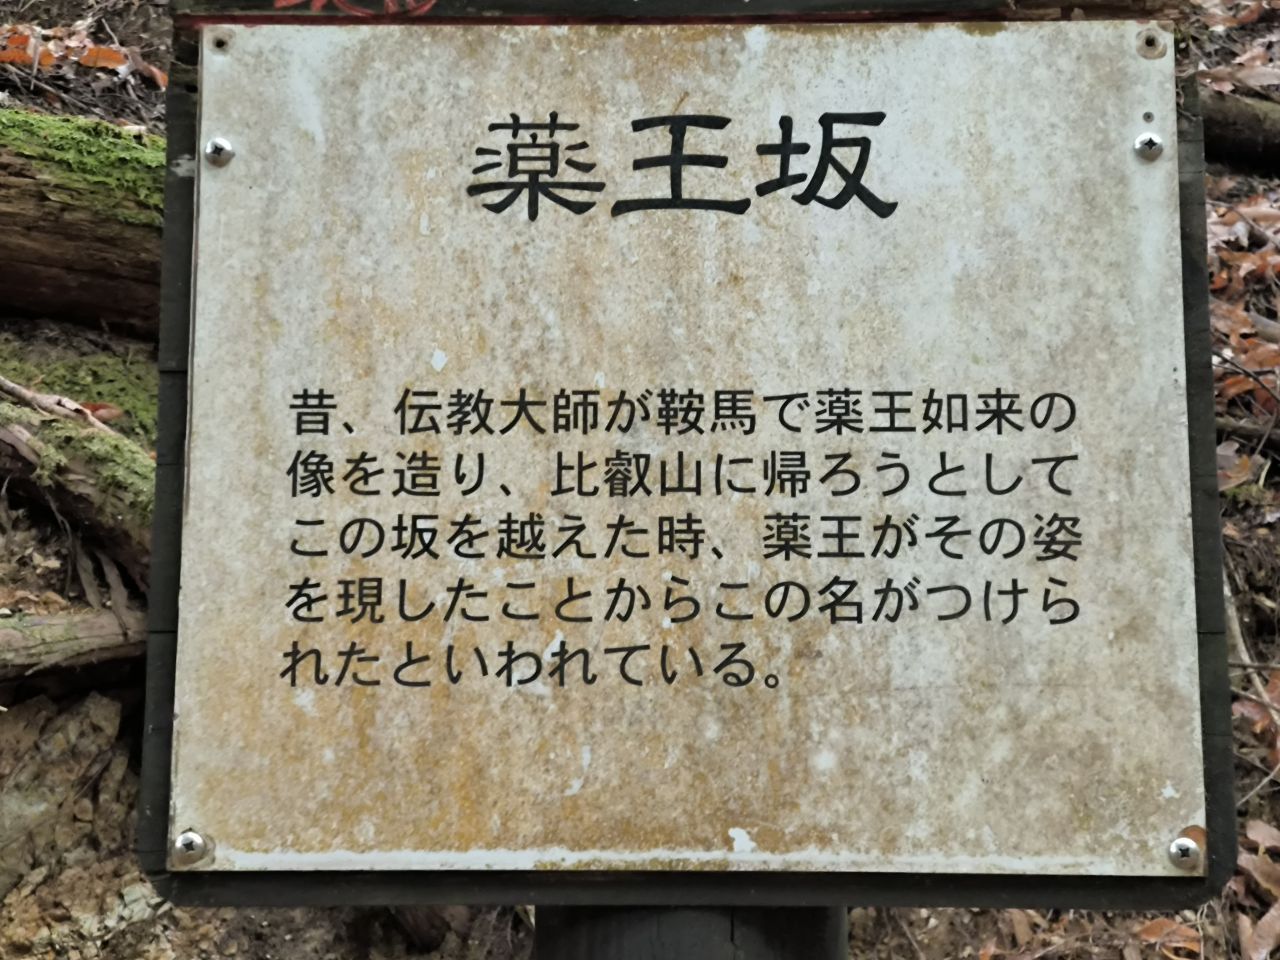 薬王坂
昔、伝教大師が鞍馬で薬王如来の
像を造り、比叡山に帰ろうとして
この坂を越えた時、薬王がその姿
を現したことからこの名がつけら
れたといわれている。